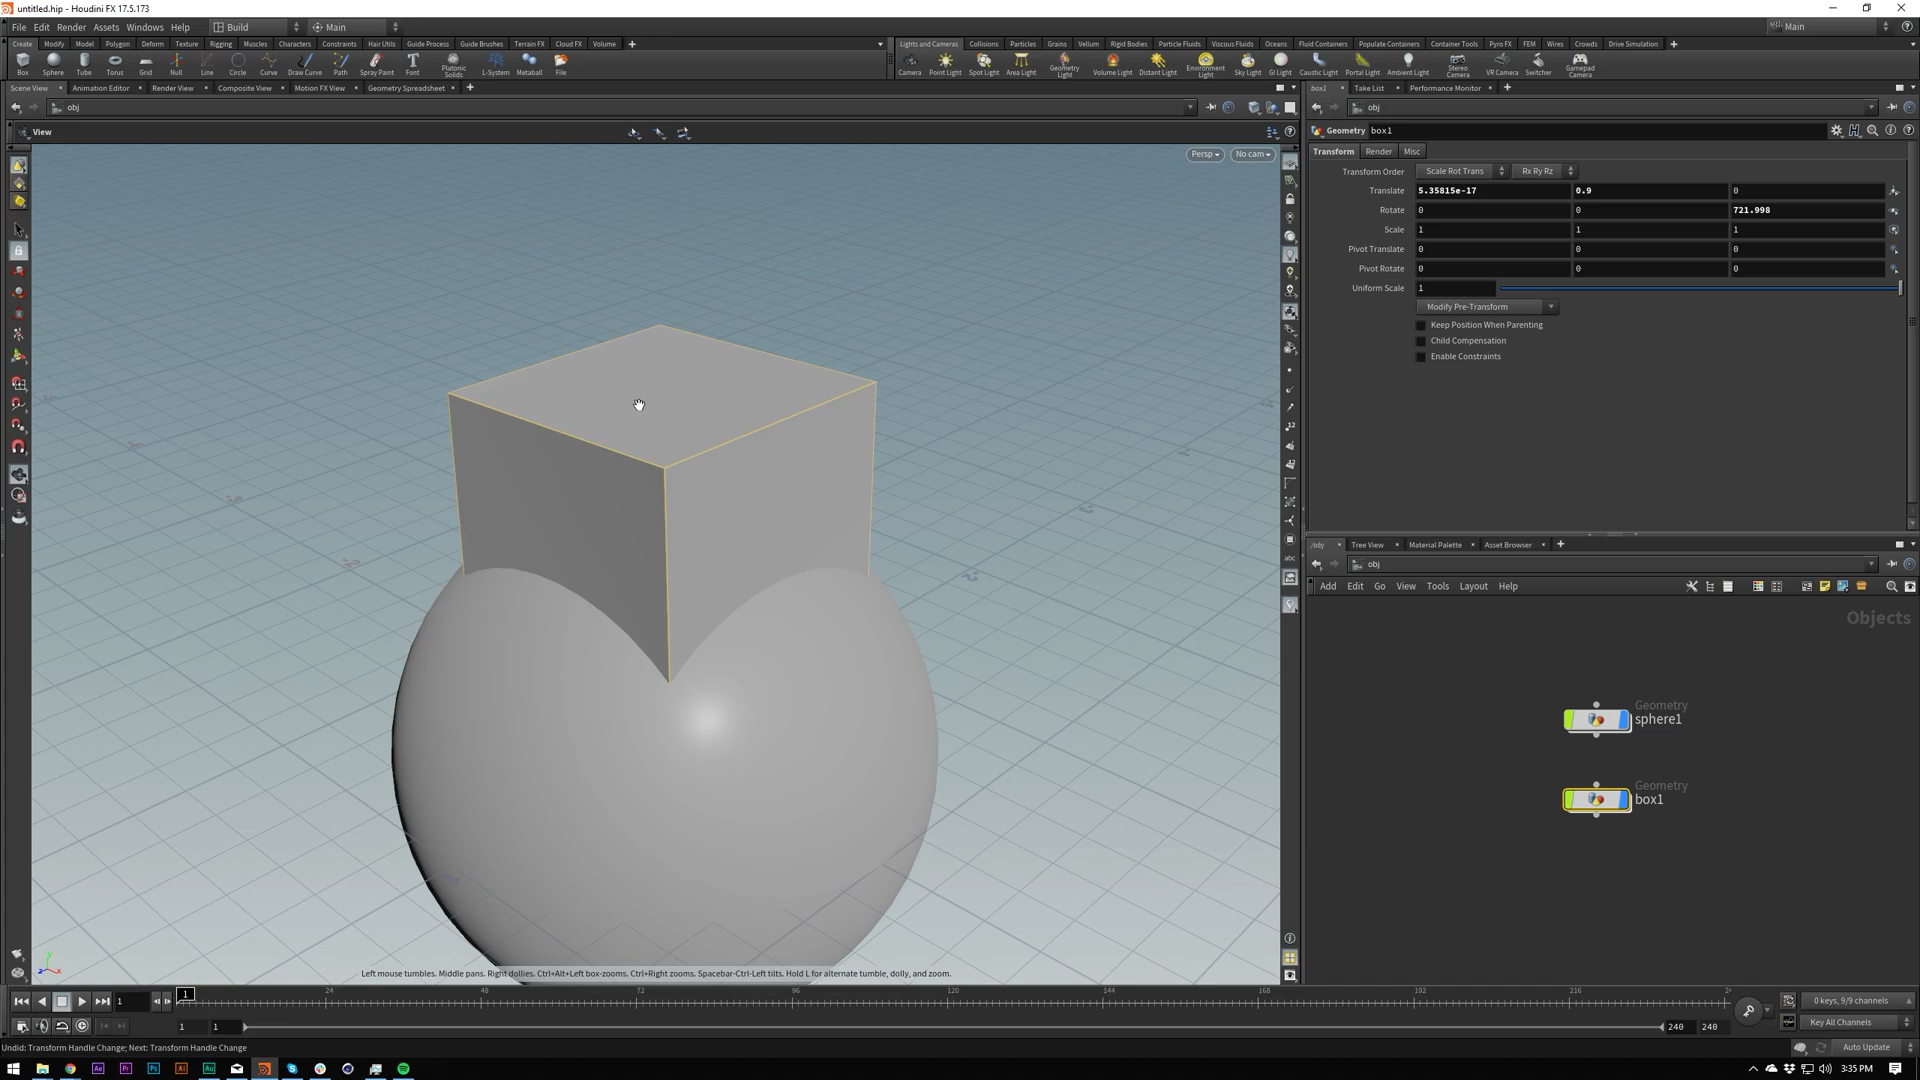 untitled.hip - Houdini FX 17.5.173
File Edit Render Assets Windows Help Build Main Main
Create Modify Model Polygon Deform Texture Rigging Muscles Characters Constraints Hair Utils Guide Process Guide Brushes Terrain FX Cloud FX Volume
Lights and Cameras Collisions Particles Grains Vellum Rigid Bodies Particle Fluids Viscous Fluids Oceans Fluid Containers Populate Containers Container Tools Pyro FX FEM Wires Crowds Drive Simulation
Box Sphere Tube Torus Grid Null Line Circle Curve Draw Curve Path Spray Paint Font Platonic Solids L-System Metaball File
Camera Point Light Spot Light Area Light Geometry Light Volume Light Distant Light Environment Light Sky Light GI Light Caustic Light Portal Light Ambient Light Stereo Camera VR Camera Switcher Gamepad Camera
Scene View Animation Editor Render View Composite View Motion FX View Geometry Spreadsheet
box1 Take List Performance Monitor
obj
obj
View
Persp No cam
Geometry box1
Transform Render Misc
Transform Order Scale Rot Trans Rx Ry Rz
Translate 5.35815e-17 0.9 0
Rotate 0 0 721.998
Scale 1 1 1
Pivot Translate 0 0 0
Pivot Rotate 0 0 0
Uniform Scale 1
Modify Pre-Transform
Keep Position When Parenting
Child Compensation
Enable Constraints
/obj Tree View Material Palette Asset Browser
obj
Add Edit Go View Tools Layout Help
Objects
Geometry
sphere1
Geometry
box1
abc
Left mouse tumbles. Middle pans. Right dollies. Ctrl+Alt+Left box-zooms. Ctrl+Right zooms. Spacebar-Ctrl-Left tilts. Hold L for alternate tumble, dolly, and zoom.
1 1 24 48 72 96 120 144 168 192 216
0 keys, 9/9 channels
1 1 240 240
Key All Channels
Undid: Transform Handle Change; Next: Transform Handle Change
Auto Update
3:35 PM